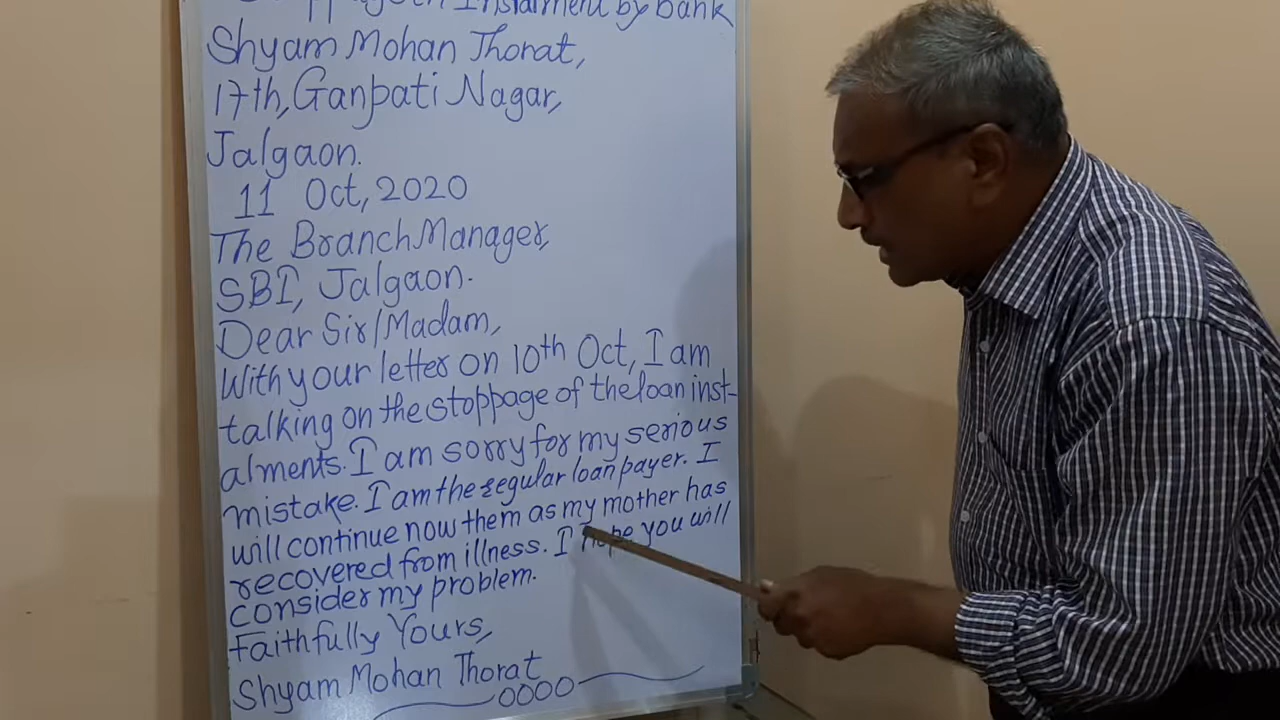 Instalment by bank
Shyam Mohan Thorat,
17th, Ganpati Nagar,
Jalgaon.
11 Oct, 2020
The Branch Manager,
SBI, Jalgaon.
Dear Sir/Madam,
With your letter on 10th Oct, I am
talking on the stoppage of the loan inst-
alments. I am sorry for my serious
mistake. I am the regular loan payer. I
will continue now them as my mother has
recovered from illness. I hope you will
consider my problem.
Faithfully Yours,
Shyam Mohan Thorat
0000